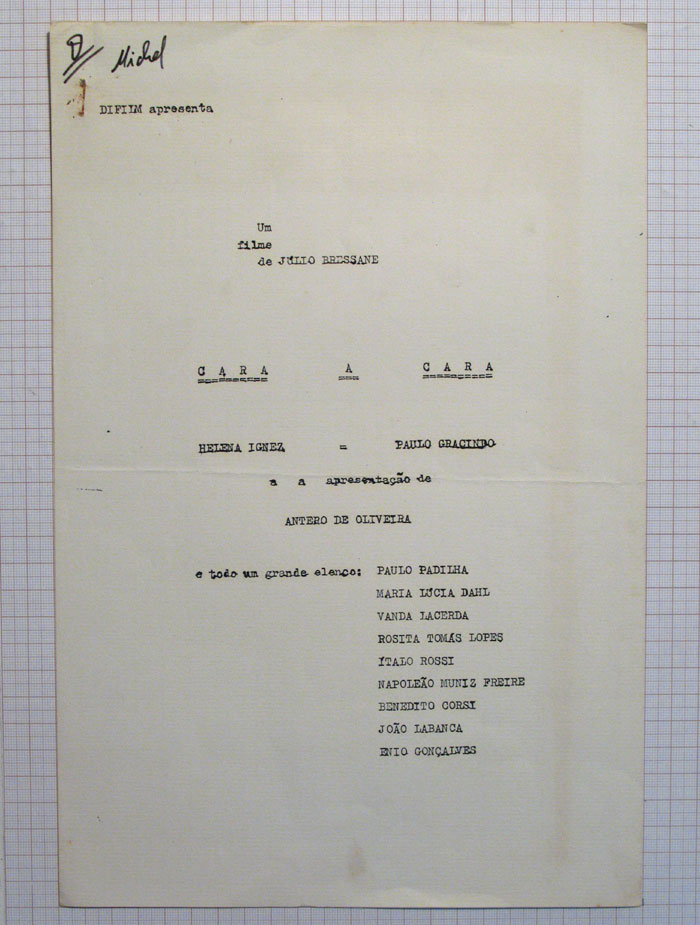 Michel
DIFILM apresenta
Um
filme
de JÚLIO BRESSANE
C A R A A C A R A
HELENA IGNEZ = PAULO GRACINDO
a a apresentação de
ANTERO DE OLIVEIRA
e todo um grande elenco: PAULO PADILHA
MARIA LÚCIA DAHL
VANDA LACERDA
ROSITA TOMÁS LOPES
ÍTALO ROSSI
NAPOLEÃO MUNIZ FREIRE
BENEDITO CORSI
JOÃO LABANCA
ENIO GONÇALVES